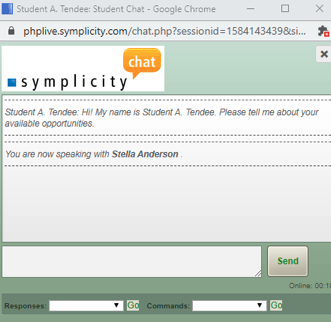 Student A. Tendee: Student Chat - Google Chrome
phplive.symplicity.com/chat.php?sessionid=1584143439&si...
chat
symplicity
Student A. Tendee: Hi! My name is Student A. Tendee. Please tell me about your
available opportunities.
You are now speaking with Stella Anderson .
Send
Online: 00:1
Responses: Go Commands: Go